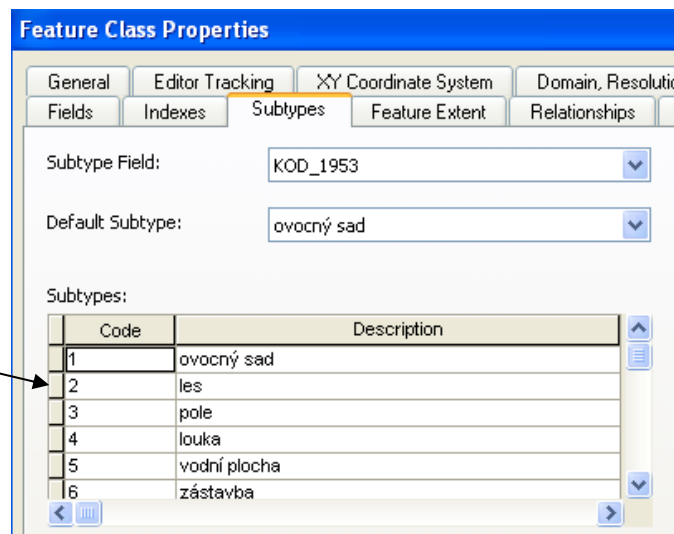 Feature Class Properties
General Editor Tracking XY Coordinate System Domain, Resolutio
Fields Indexes Subtypes Feature Extent Relationships
Subtype Field: KOD_1953
Default Subtype: ovocný sad
Subtypes:
Code Description
1 ovocný sad
2 les
3 pole
4 louka
5 vodní plocha
6 zástavba